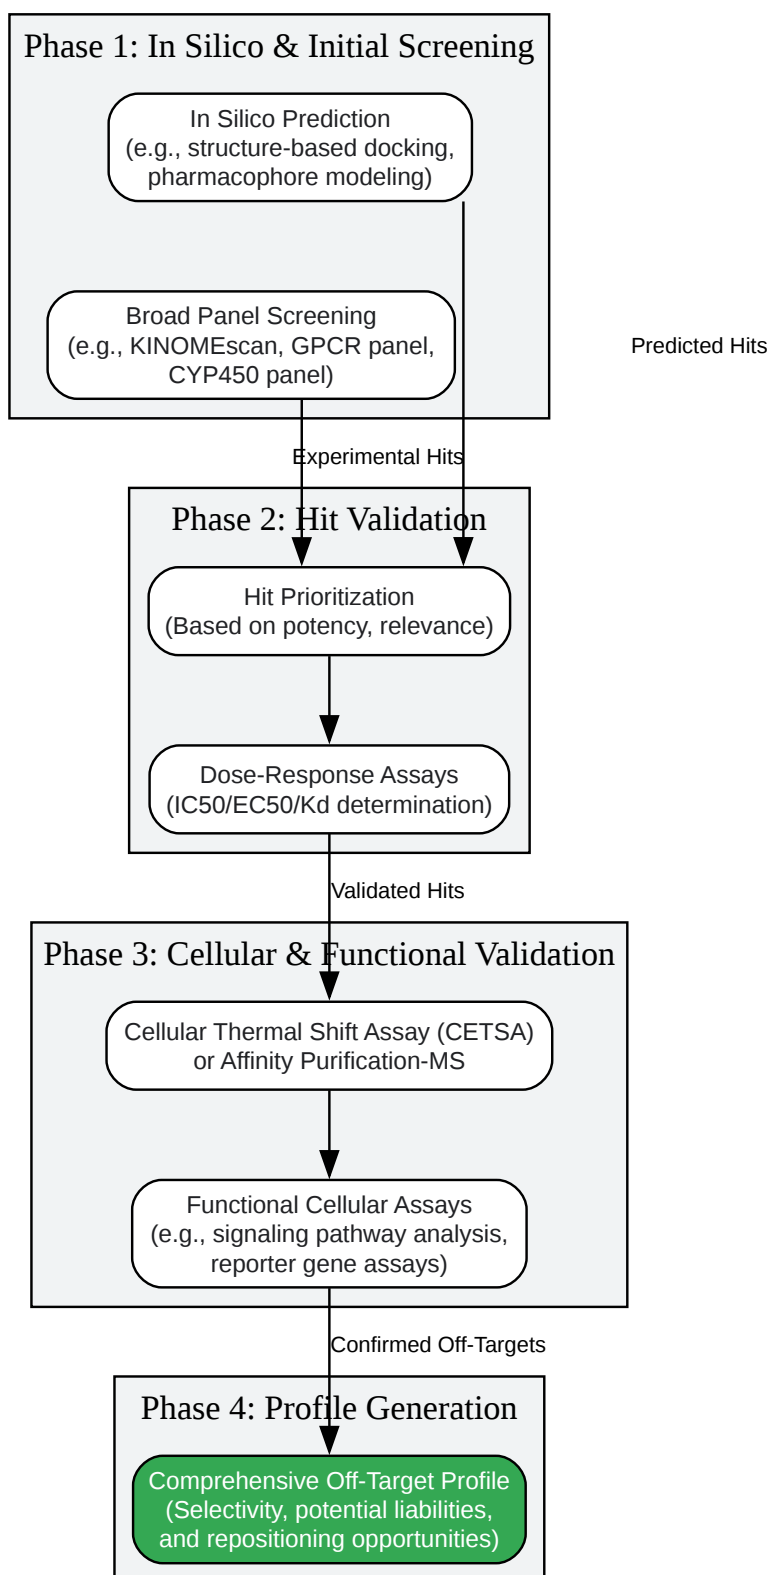 Phase 1: In Silico & Initial Screening
In Silico Prediction
(e.g., structure-based docking,
pharmacophore modeling)
Broad Panel Screening
(e.g., KINOMEscan, GPCR panel,
CYP450 panel)
Predicted Hits
Experimental Hits
Phase 2: Hit Validation
Hit Prioritization
(Based on potency, relevance)
Dose-Response Assays
(IC50/EC50/Kd determination)
Validated Hits
Phase 3: Cellular & Functional Validation
Cellular Thermal Shift Assay (CETSA)
or Affinity Purification-MS
Functional Cellular Assays
(e.g., signaling pathway analysis,
reporter gene assays)
Confirmed Off-Targets
Phase 4: Profile Generation
Comprehensive Off-Target Profile
(Selectivity, potential liabilities,
and repositioning opportunities)